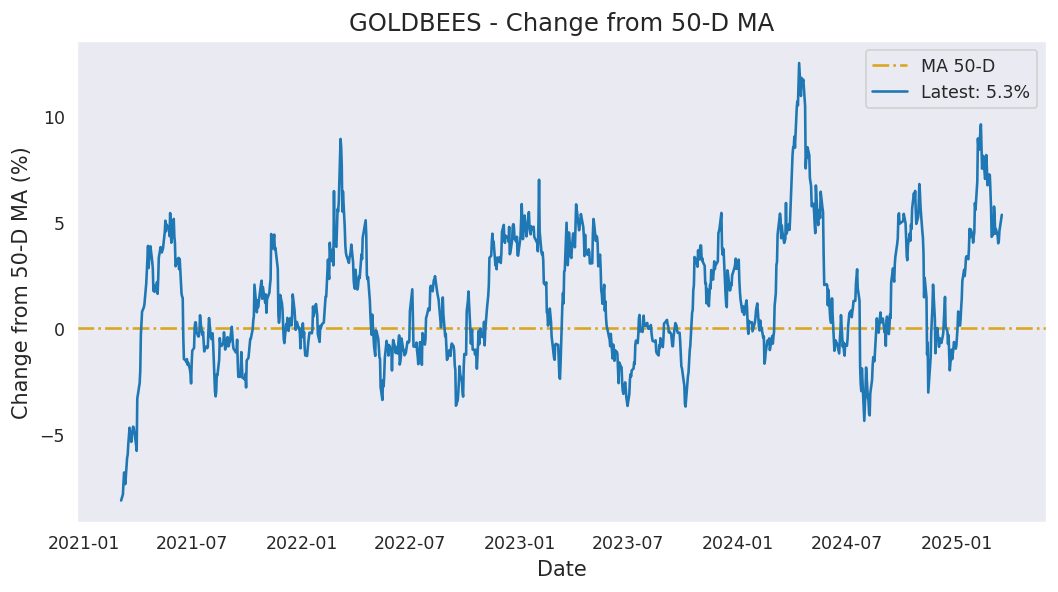 GOLDBEES - Change from 50-D MA
MA 50-D
Latest: 5.3%
Change from 50-D MA (%)
10
5
0
−5
2021-01 2021-07 2022-01 2022-07 2023-01 2023-07 2024-01 2024-07 2025-01
Date